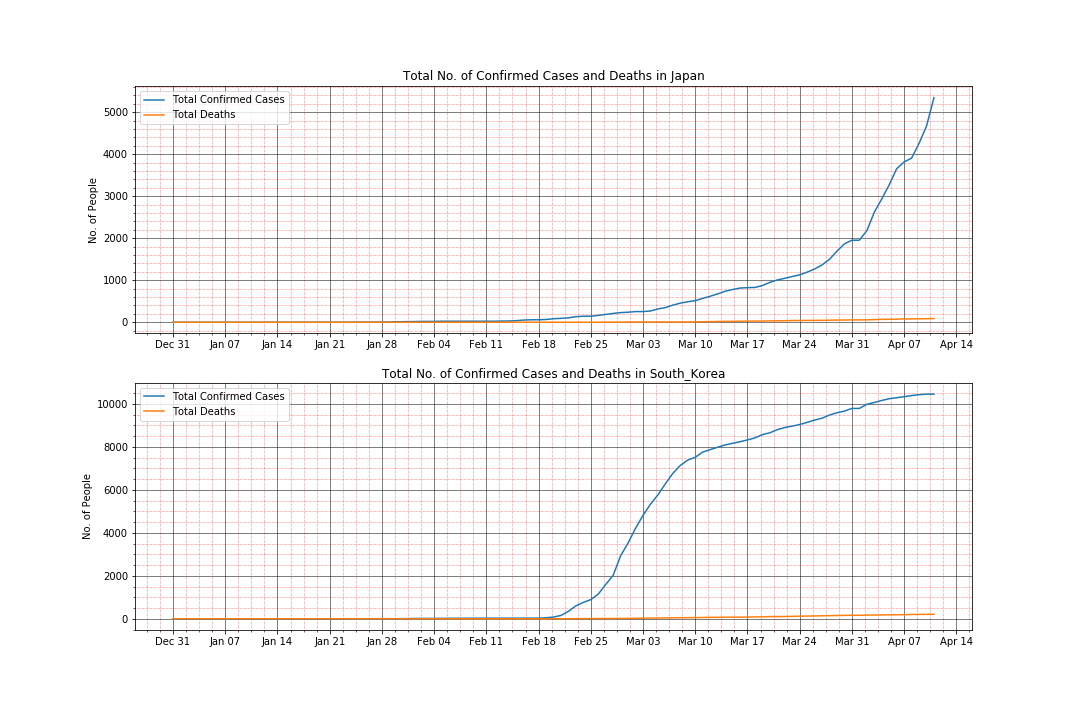 Total No. of Confirmed Cases and Deaths in Japan
Total Confirmed Cases
Total Deaths
No. of People
5000
4000
3000
2000
1000
0
Dec 31 Jan 07 Jan 14 Jan 21 Jan 28 Feb 04 Feb 11 Feb 18 Feb 25 Mar 03 Mar 10 Mar 17 Mar 24 Mar 31 Apr 07 Apr 14
Total No. of Confirmed Cases and Deaths in South_Korea
Total Confirmed Cases
Total Deaths
No. of People
10000
8000
6000
4000
2000
0
Dec 31 Jan 07 Jan 14 Jan 21 Jan 28 Feb 04 Feb 11 Feb 18 Feb 25 Mar 03 Mar 10 Mar 17 Mar 24 Mar 31 Apr 07 Apr 14